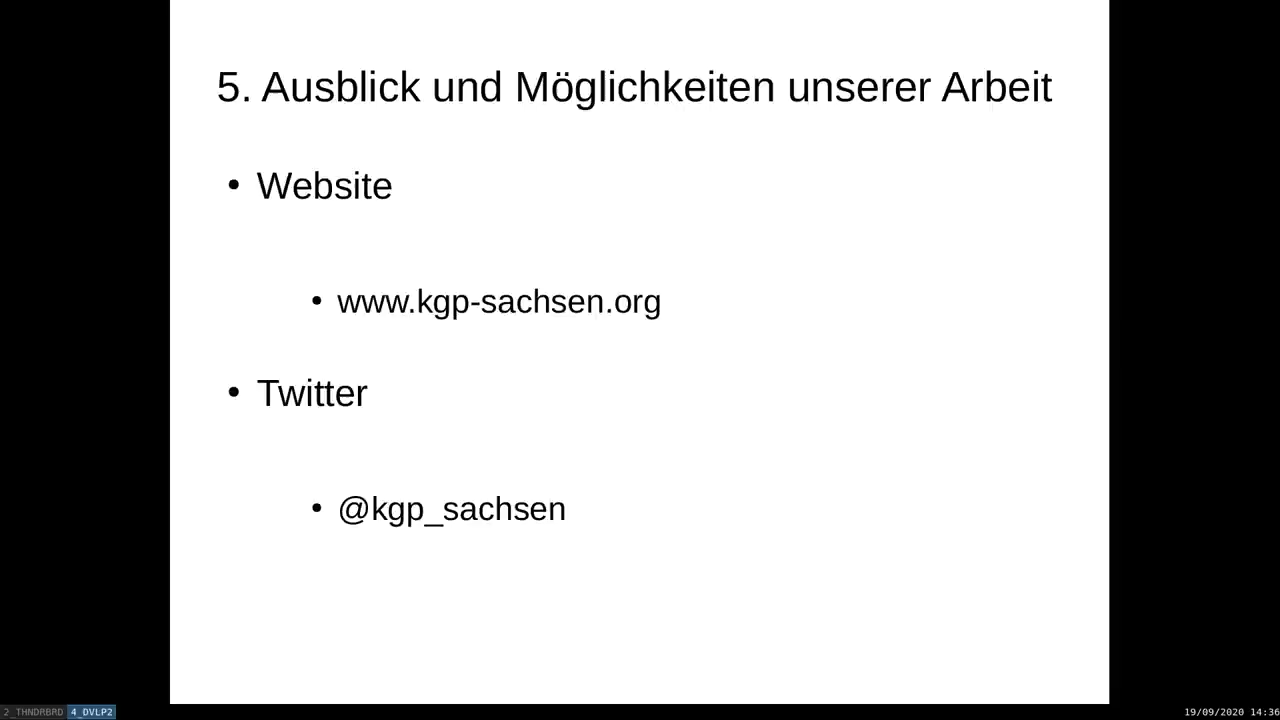 5. Ausblick und Möglichkeiten unserer Arbeit
• Website
• www.kgp-sachsen.org
• Twitter
• @kgp_sachsen
2_THNDRBRD 4_DVLP2
19/09/2020 14:36